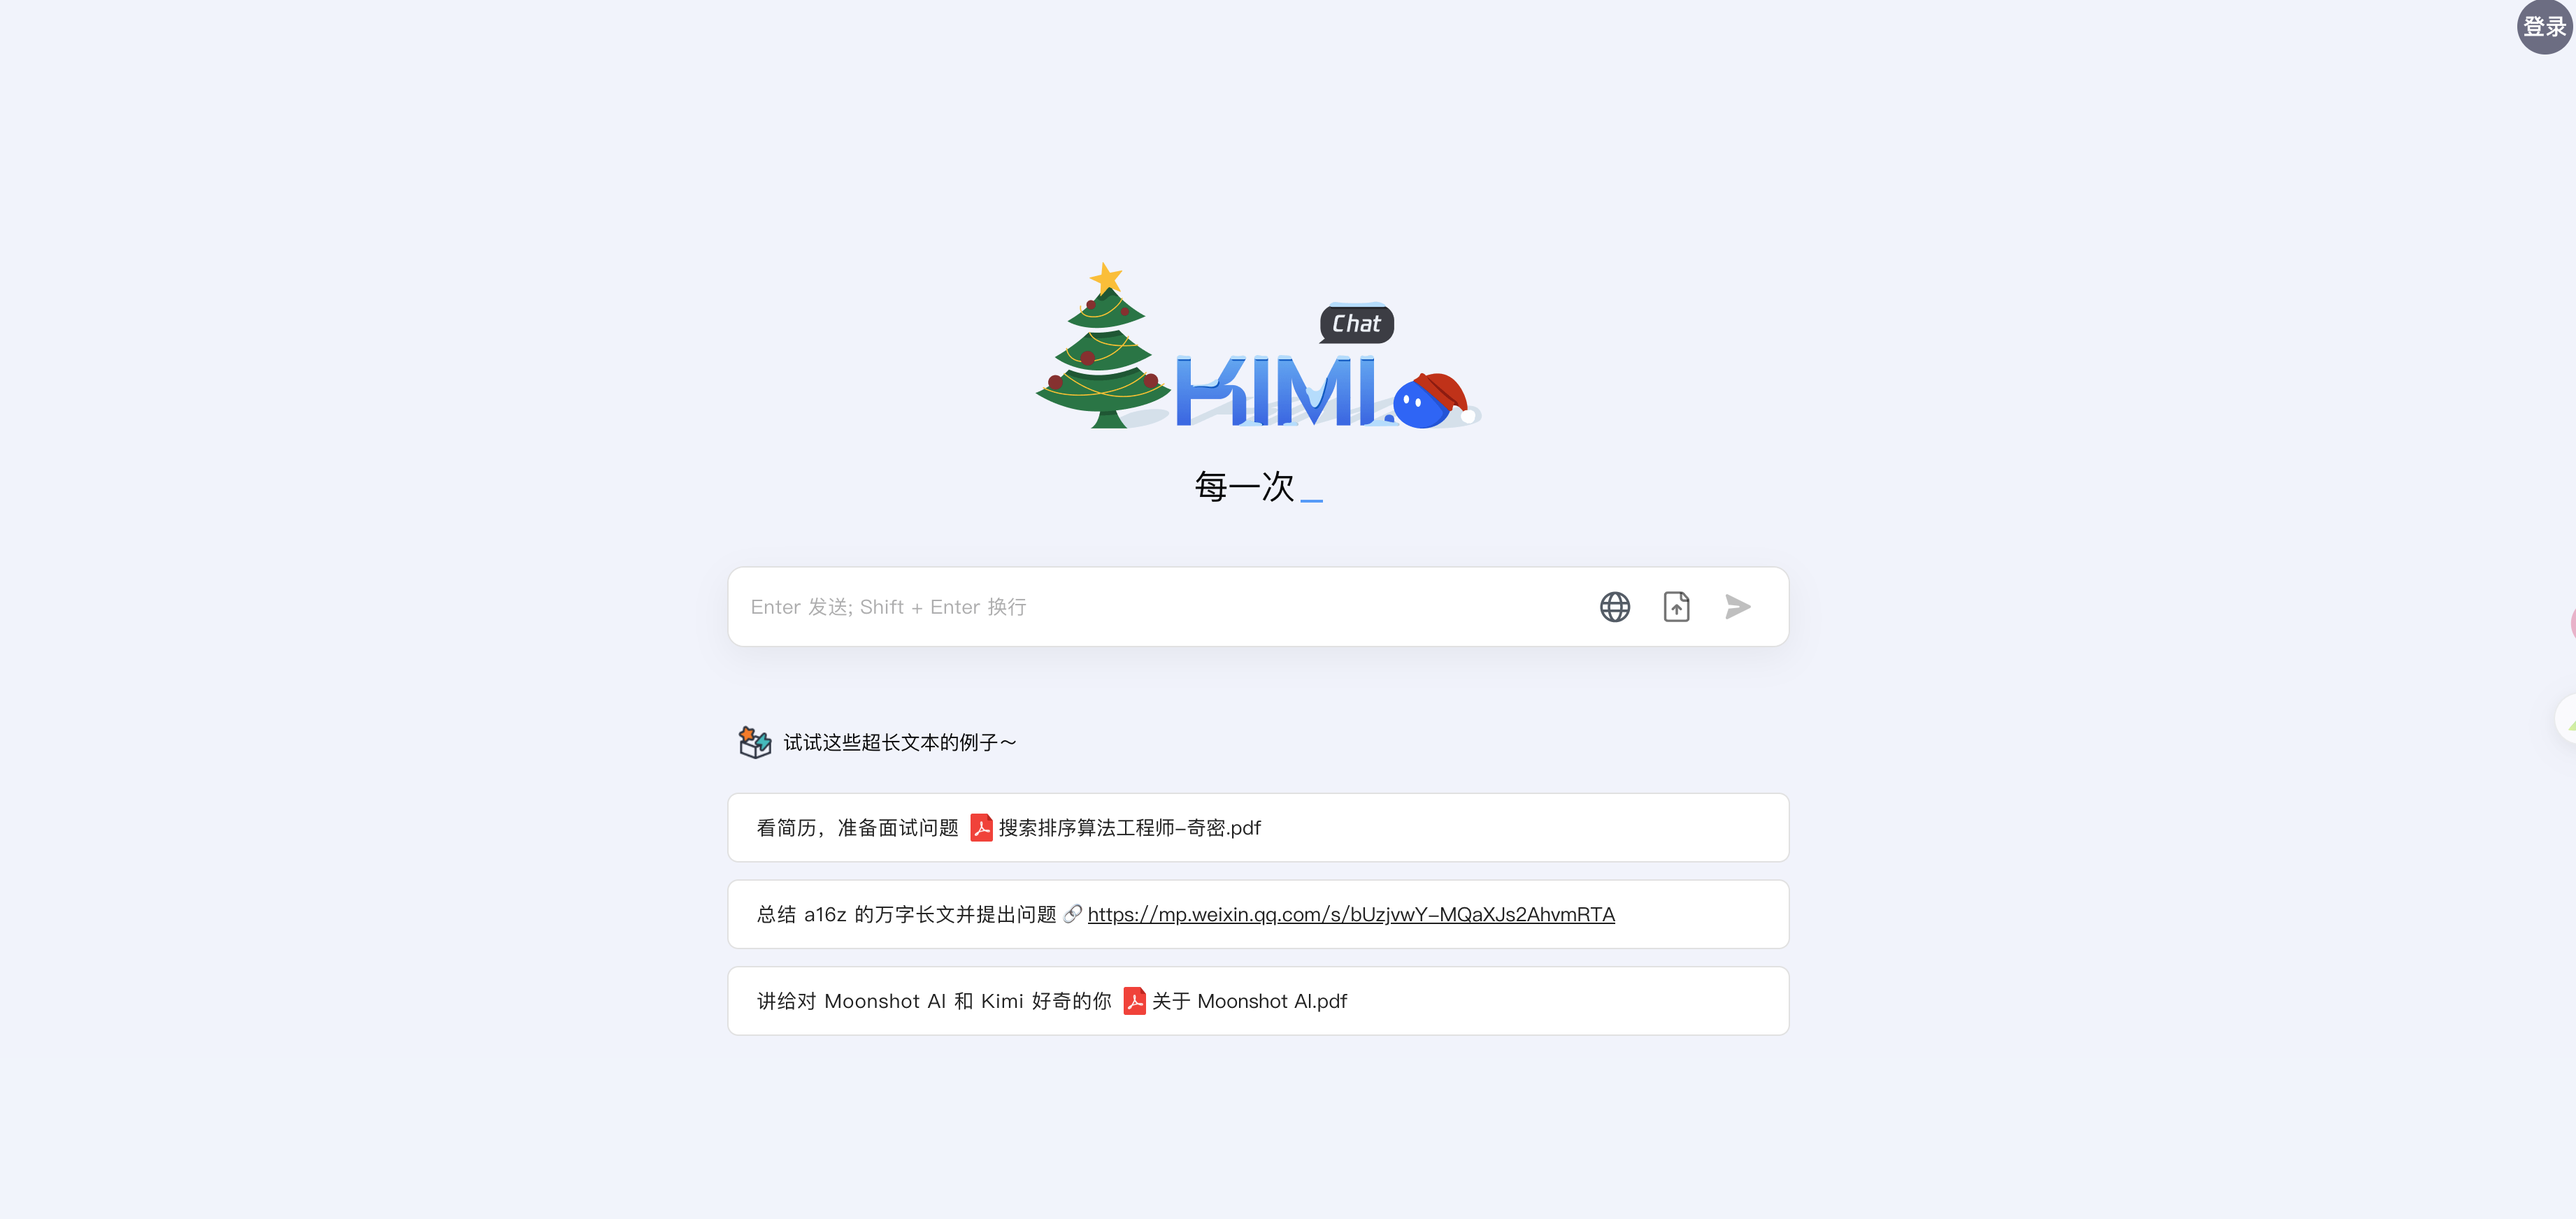 登录
Chat
KIMI.
每一次_
Enter 发送; Shift + Enter 换行
试试这些超长文本的例子～
看简历，准备面试问题 搜索排序算法工程师-奇密.pdf
总结 a16z 的万字长文并提出问题 https://mp.weixin.qq.com/s/bUzjvwY-MQaXJs2AhvmRTA
讲给对 Moonshot AI 和 Kimi 好奇的你 关于 Moonshot AI.pdf